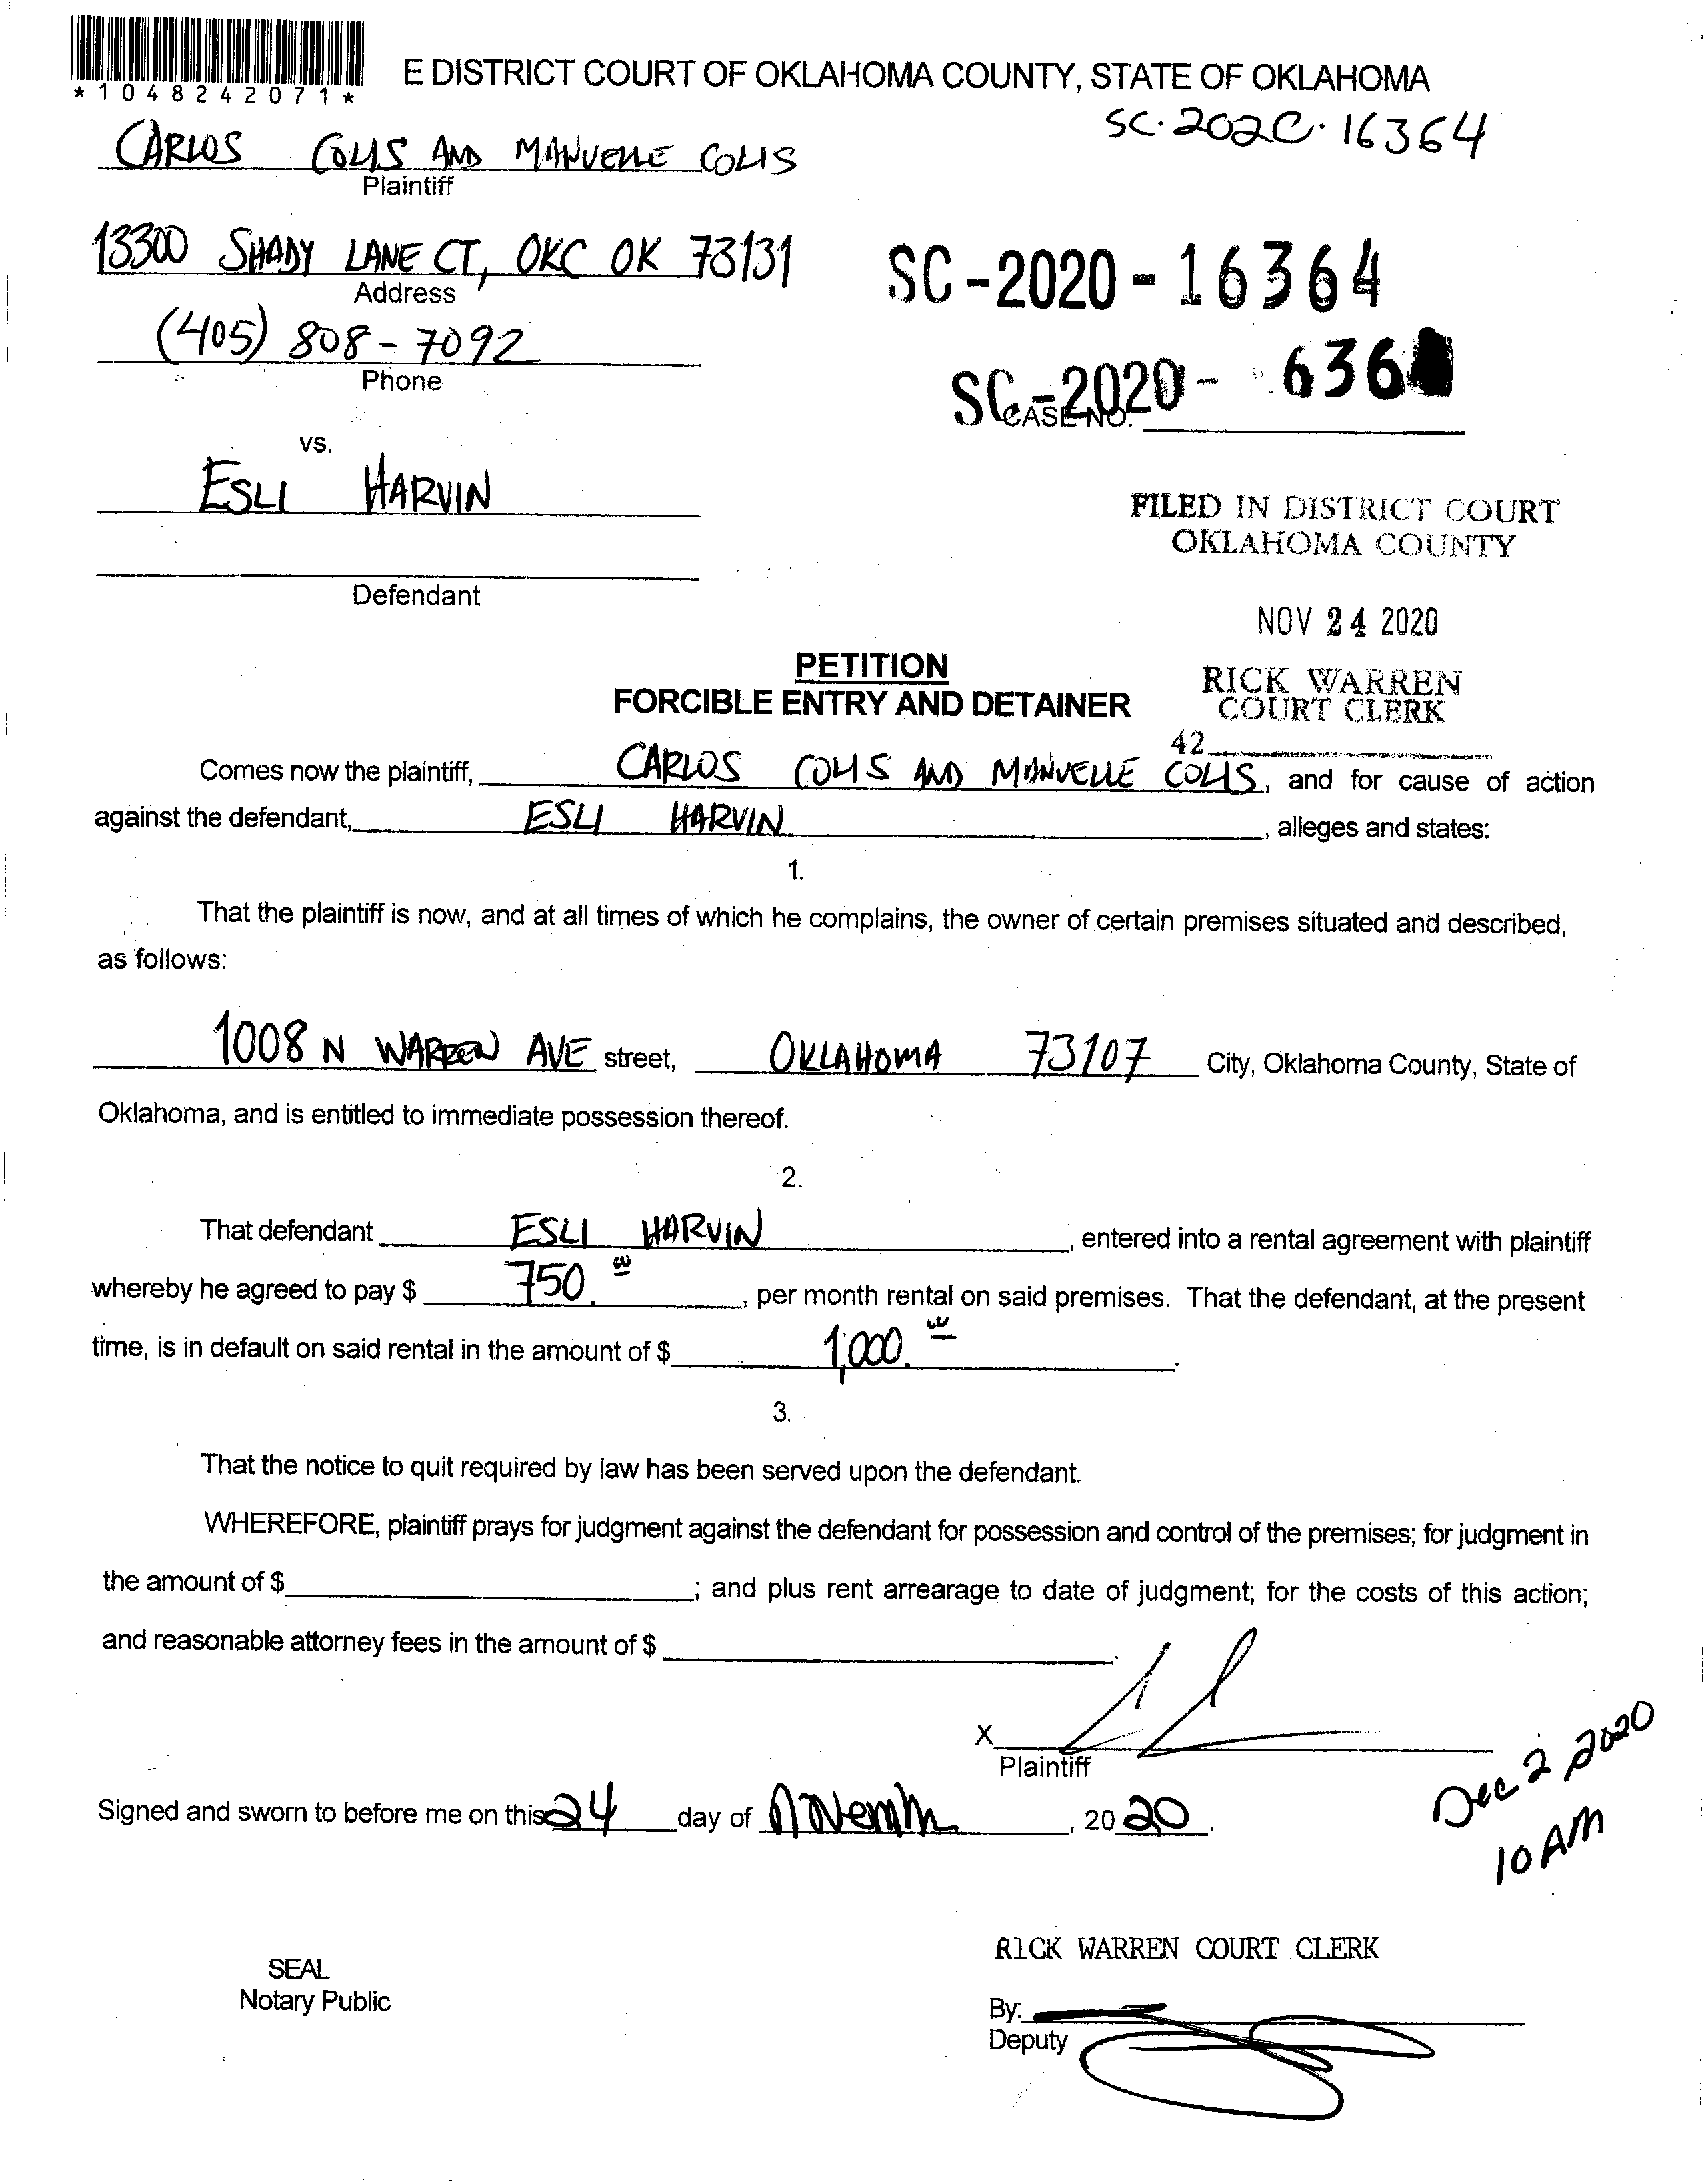 *1048242071*
E DISTRICT COURT OF OKLAHOMA COUNTY, STATE OF OKLAHOMA
SC-2020-16364
CARLOS COLIS AND MANUELLE COLIS
Plaintiff
13300 SHADY LANE CT, OKC OK 73131
Address
SC-2020-16364
(405) 808-7092
Phone
SC-2020- 636
CASE NO.
vs.
ESLI HARVIN
Defendant
FILED IN DISTRICT COURT
OKLAHOMA COUNTY
NOV 24 2020
RICK WARREN
COURT CLERK
42
PETITION
FORCIBLE ENTRY AND DETAINER
Comes now the plaintiff, CARLOS COLIS AND MANUELLE COLIS, and for cause of action
against the defendant, ESLI HARVIN, alleges and states:
1.
That the plaintiff is now, and at all times of which he complains, the owner of certain premises situated and described,
as follows:
1008 N WARREN AVE street, OKLAHOMA 73107 City, Oklahoma County, State of
Oklahoma, and is entitled to immediate possession thereof.
2.
That defendant ESLI HARVIN, entered into a rental agreement with plaintiff
whereby he agreed to pay $ 750., per month rental on said premises. That the defendant, at the present
time, is in default on said rental in the amount of $ 1,000.
3.
That the notice to quit required by law has been served upon the defendant.
WHEREFORE, plaintiff prays for judgment against the defendant for possession and control of the premises; for judgment in
the amount of $ ; and plus rent arrearage to date of judgment; for the costs of this action;
and reasonable attorney fees in the amount of $ .
X
Plaintiff
Dec 2 2020
10 AM
Signed and sworn to before me on this 24 day of Novemb, 2020.
RICK WARREN COURT CLERK
SEAL
Notary Public
By:
Deputy